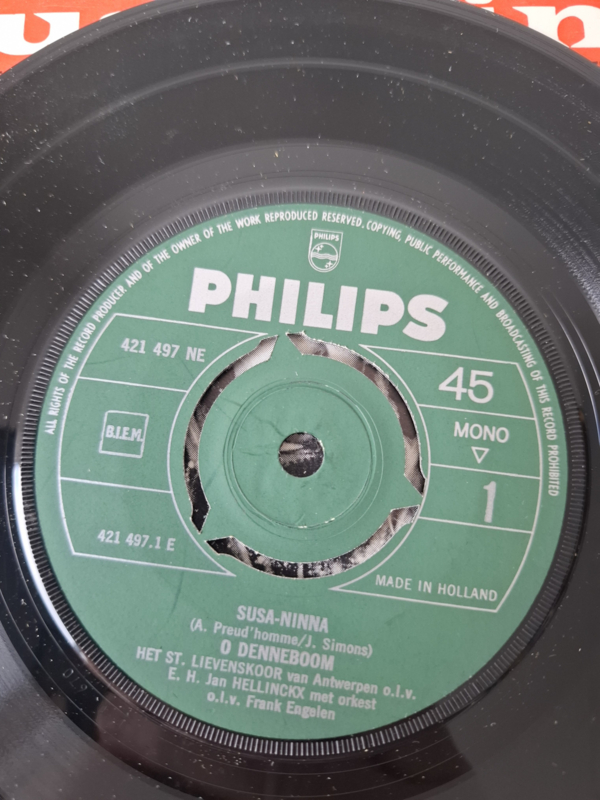 ALL RIGHTS OF THE RECORD PRODUCER AND OF THE OWNER OF THE WORK REPRODUCED RESERVED. COPYING, PUBLIC PERFORMANCE AND BROADCASTING OF THIS RECORD PROHIBITED
PHILIPS
PHILIPS
421 497 NE
45
B.I.E.M.
MONO
▽
1
421 497.1 E
MADE IN HOLLAND
SUSA-NINNA
(A. Preud'homme/J. Simons)
O DENNEBOOM
HET ST. LIEVENSKOOR van Antwerpen o.l.v.
E. H. Jan HELLINCKX met orkest
o.l.v. Frank Engelen